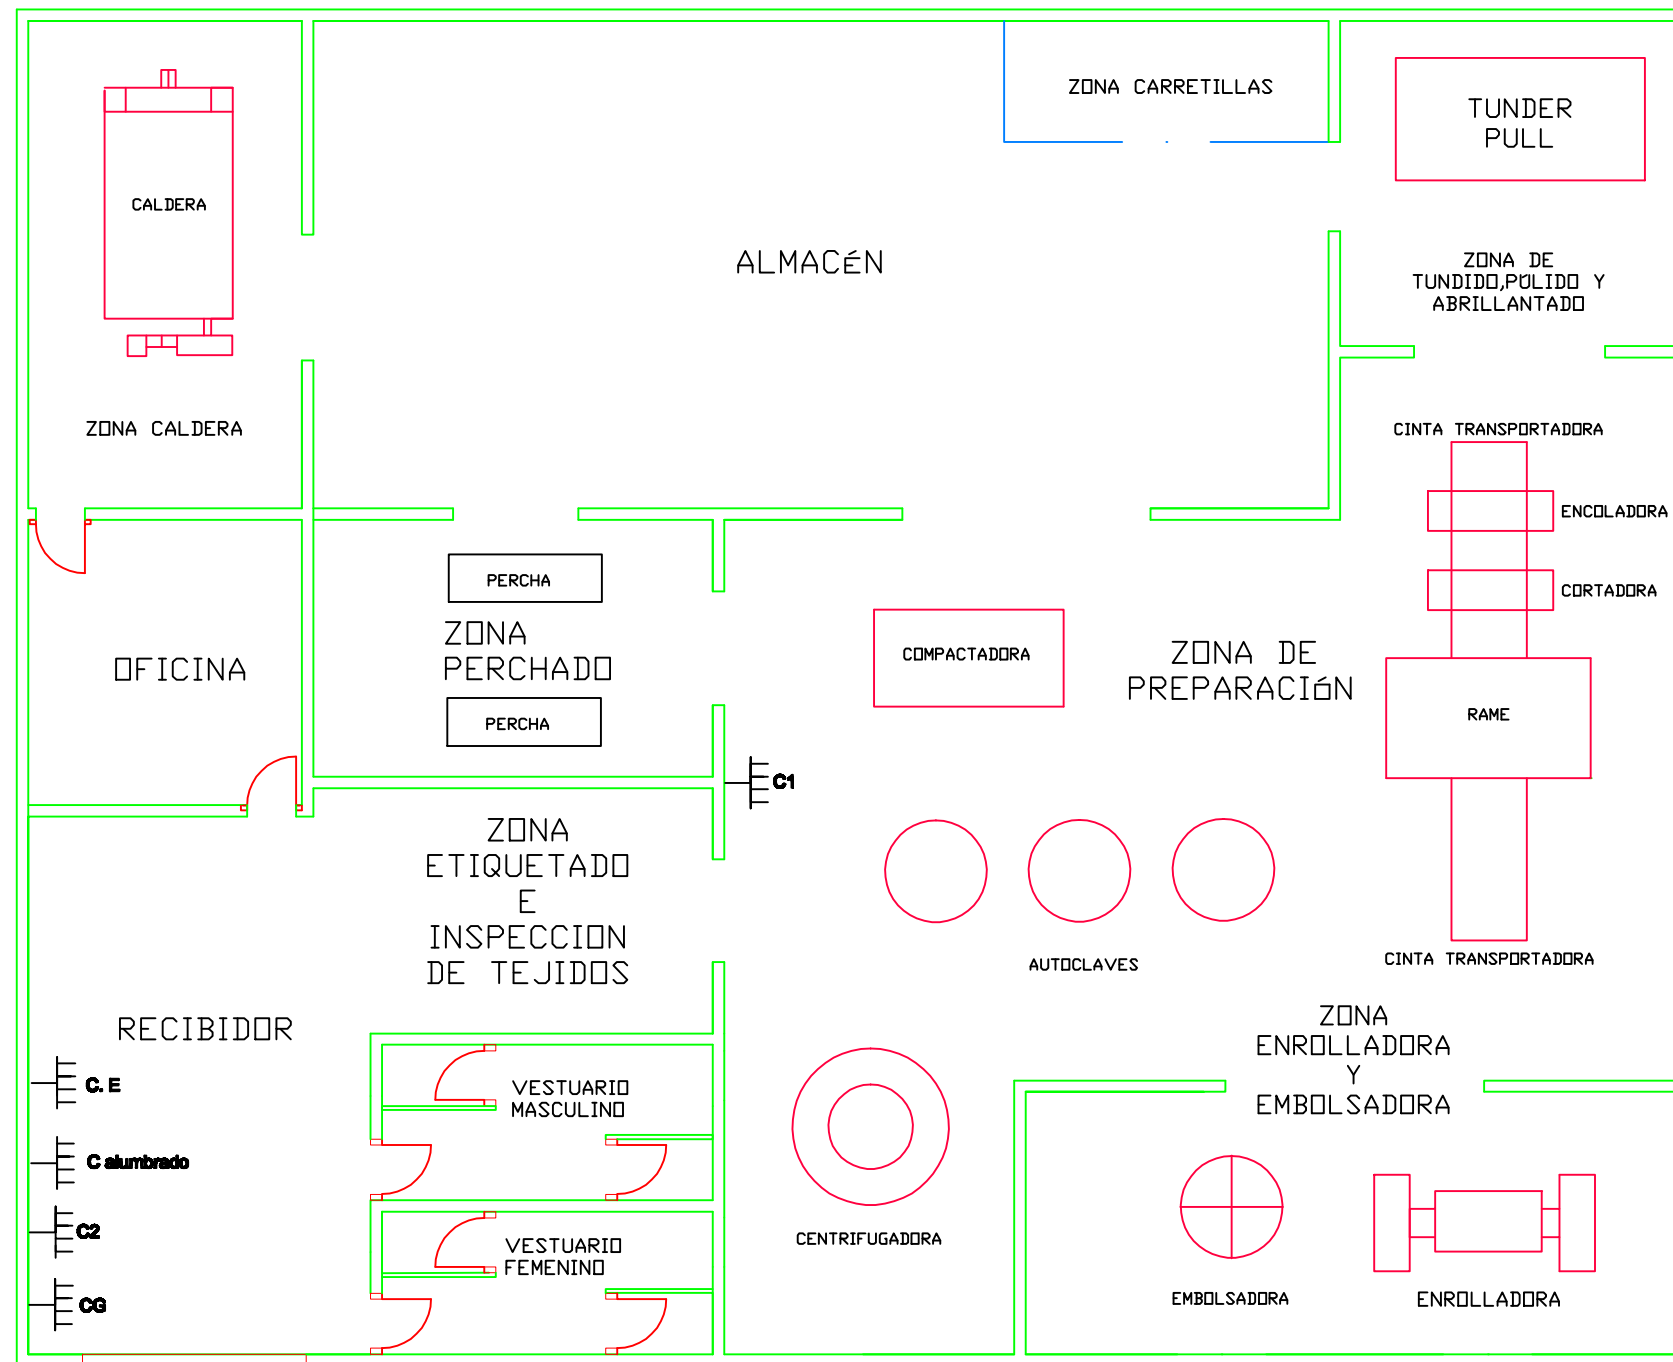 ZONA CARRETILLAS
TUNDER
PULL
CALDERA
ALMACéN
ZONA DE
TUNDIDO,PULIDO Y
ABRILLANTADO
ZONA CALDERA
CINTA TRANSPORTADORA
ENCOLADORA
CORTADORA
PERCHA
ZONA
PERCHADO
PERCHA
OFICINA
COMPACTADORA
ZONA DE
PREPARACIóN
RAME
C1
ZONA
ETIQUETADO
E
INSPECCION
DE TEJIDOS
AUTOCLAVES
CINTA TRANSPORTADORA
RECIBIDOR
ZONA
ENROLLADORA
Y
EMBOLSADORA
C. E
C alumbrado
C2
CG
VESTUARIO
MASCULINO
VESTUARIO
FEMENINO
CENTRIFUGADORA
EMBOLSADORA
ENROLLADORA